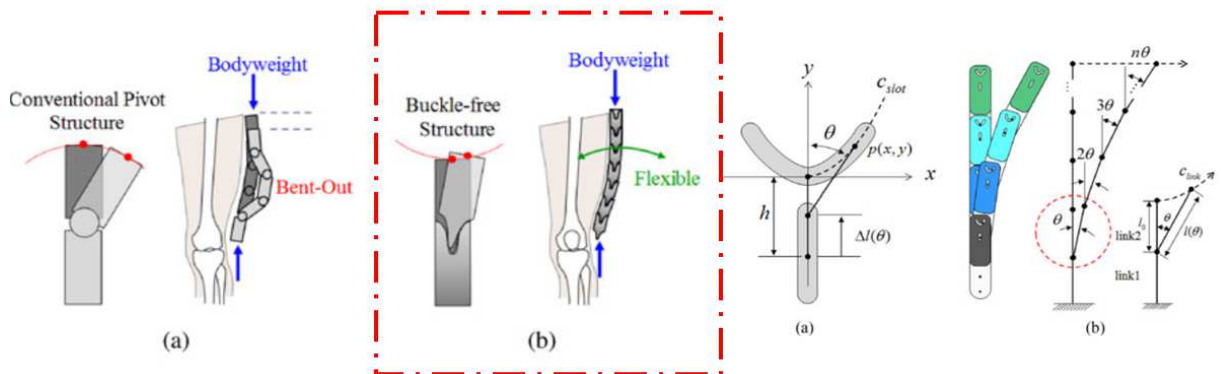 Conventional Pivot
Structure
Bodyweight
Bent-Out
(a)
Buckle-free
Structure
Bodyweight
Flexible
(b)
y
c_slot
θ
p(x, y)
x
h
Δl(θ)
(a)
nθ
3θ
2θ
θ
c_link
l_0
θ
l(θ)
link2
link1
(b)